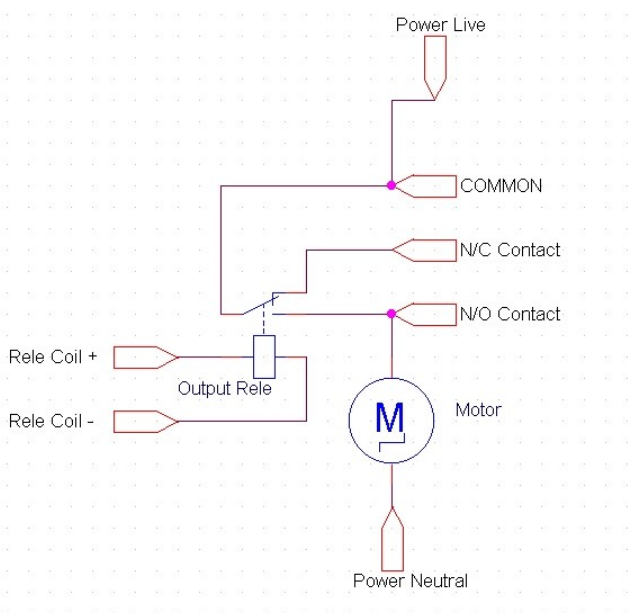 Power Live
COMMON
N/C Contact
N/O Contact
Rele Coil +
Output Rele
Rele Coil -
M
Motor
Power Neutral